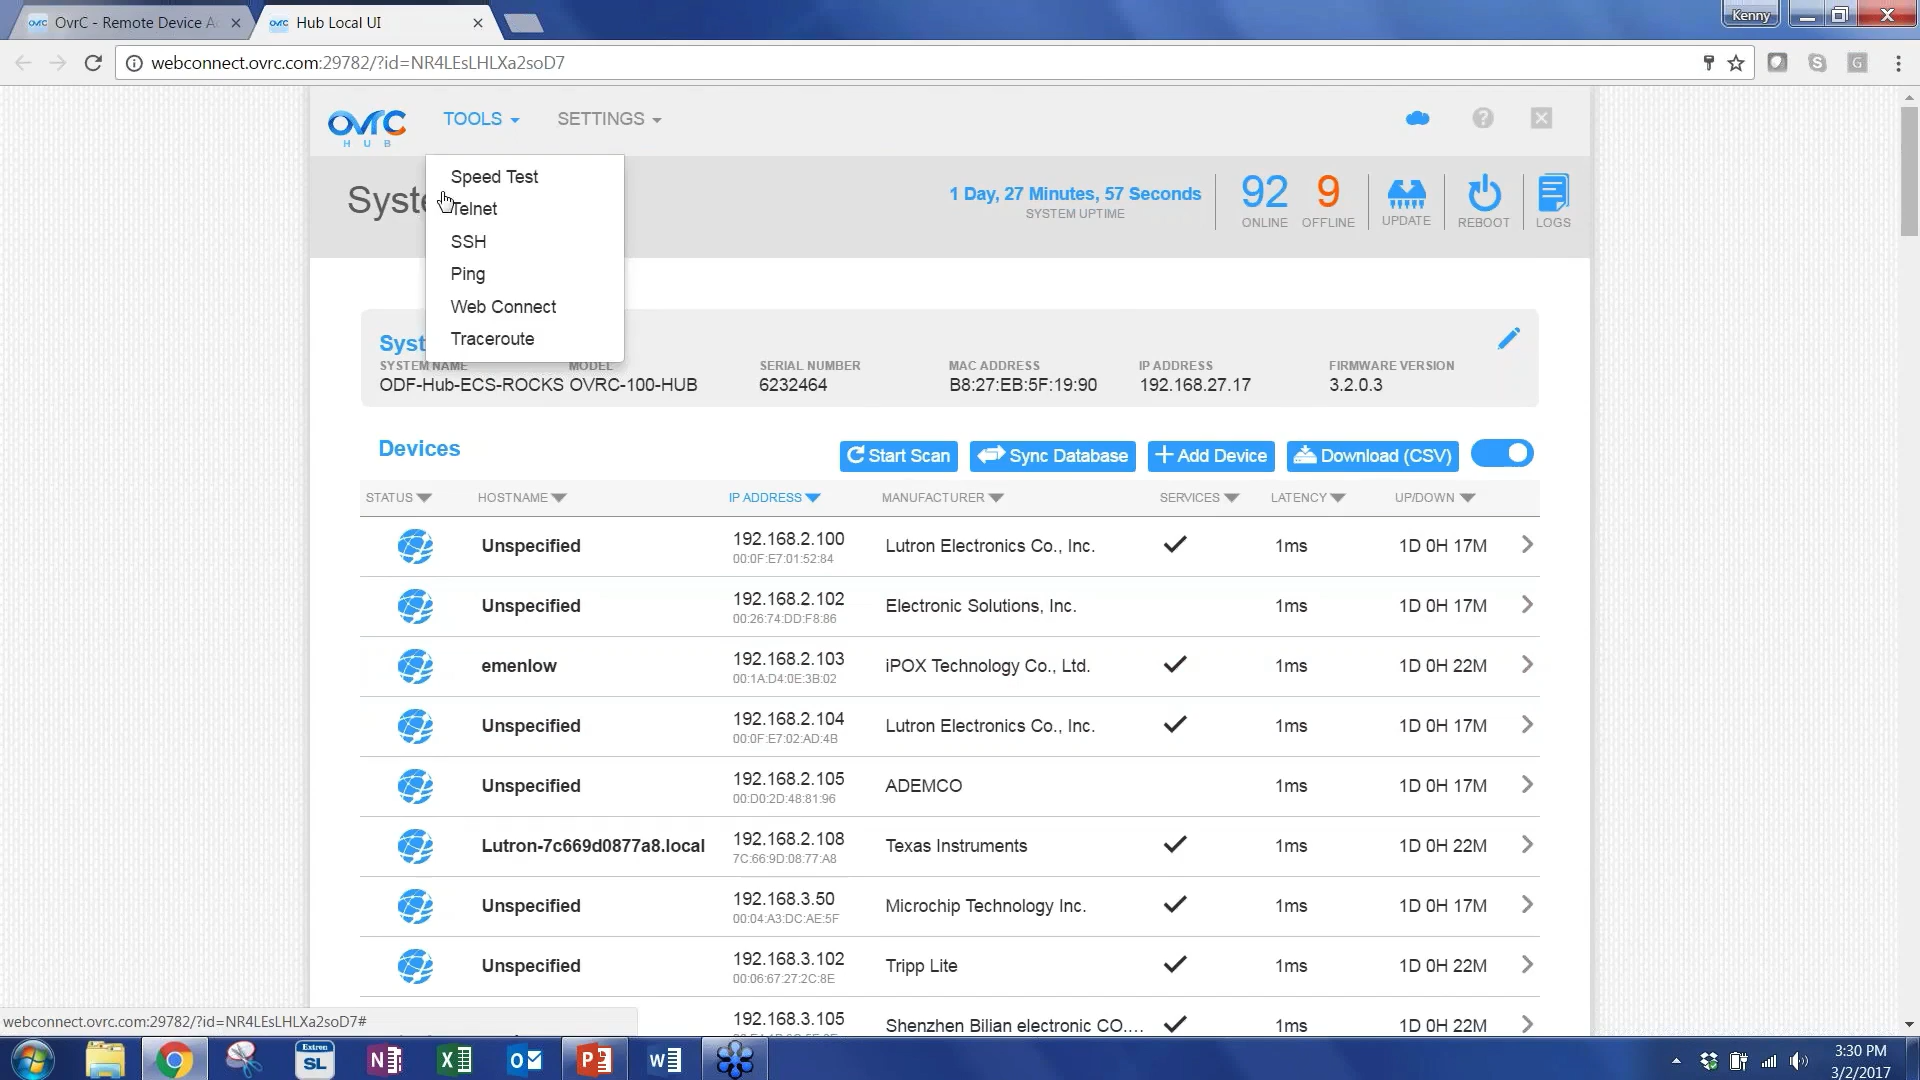 OvrC - Remote Device A
Hub Local UI
Kenny
webconnect.ovrc.com:29782/?id=NR4LEsLHLXa2soD7
OvrC
HUB
TOOLS
SETTINGS
Speed Test
Telnet
SSH
Ping
Web Connect
Traceroute
Syste
1 Day, 27 Minutes, 57 Seconds
SYSTEM UPTIME
92
ONLINE
9
OFFLINE
UPDATE
REBOOT
LOGS
Syst
SYSTEM NAME MODEL SERIAL NUMBER MAC ADDRESS IP ADDRESS FIRMWARE VERSION
ODF-Hub-ECS-ROCKS OVRC-100-HUB 6232464 B8:27:EB:5F:19:90 192.168.27.17 3.2.0.3
Devices
Start Scan
Sync Database
Add Device
Download (CSV)
STATUS HOSTNAME IP ADDRESS MANUFACTURER SERVICES LATENCY UP/DOWN
Unspecified 192.168.2.100 Lutron Electronics Co., Inc. 1ms 1D 0H 17M
00:0F:E7:01:52:84
Unspecified 192.168.2.102 Electronic Solutions, Inc. 1ms 1D 0H 17M
00:26:74:DD:F8:86
emenlow 192.168.2.103 iPOX Technology Co., Ltd. 1ms 1D 0H 22M
00:1A:D4:0E:3B:02
Unspecified 192.168.2.104 Lutron Electronics Co., Inc. 1ms 1D 0H 17M
00:0F:E7:02:AD:4B
Unspecified 192.168.2.105 ADEMCO 1ms 1D 0H 17M
00:D0:2D:48:81:96
Lutron-7c669d0877a8.local 192.168.2.108 Texas Instruments 1ms 1D 0H 22M
7C:66:9D:08:77:A8
Unspecified 192.168.3.50 Microchip Technology Inc. 1ms 1D 0H 17M
00:04:A3:DC:AE:5F
Unspecified 192.168.3.102 Tripp Lite 1ms 1D 0H 22M
00:06:67:27:2C:8E
192.168.3.105 Shenzhen Bilian electronic CO.... 1ms 1D 0H 22M
webconnect.ovrc.com:29782/?id=NR4LEsLHLXa2soD7#
Extron
SL
3:30 PM
3/2/2017